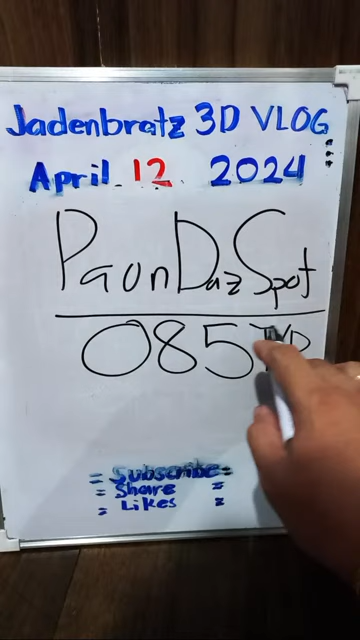 Jadenbratz 3D VLOG
April 12 2024
PaonDazSpot
085
= Subscribe =
= Share =
= Likes =